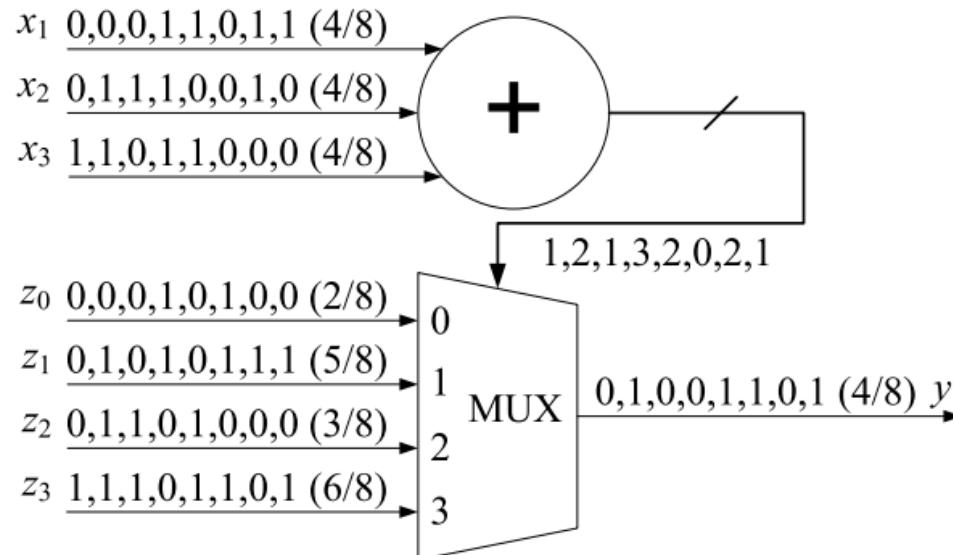 x₁ 0,0,0,1,1,0,1,1 (4/8)
x₂ 0,1,1,1,0,0,1,0 (4/8)
x₃ 1,1,0,1,1,0,0,0 (4/8)
+
1,2,1,3,2,0,2,1
z₀ 0,0,0,1,0,1,0,0 (2/8)
0
z₁ 0,1,0,1,0,1,1,1 (5/8)
1
MUX
0,1,0,0,1,1,0,1 (4/8) y
z₂ 0,1,1,0,1,0,0,0 (3/8)
2
z₃ 1,1,1,0,1,1,0,1 (6/8)
3